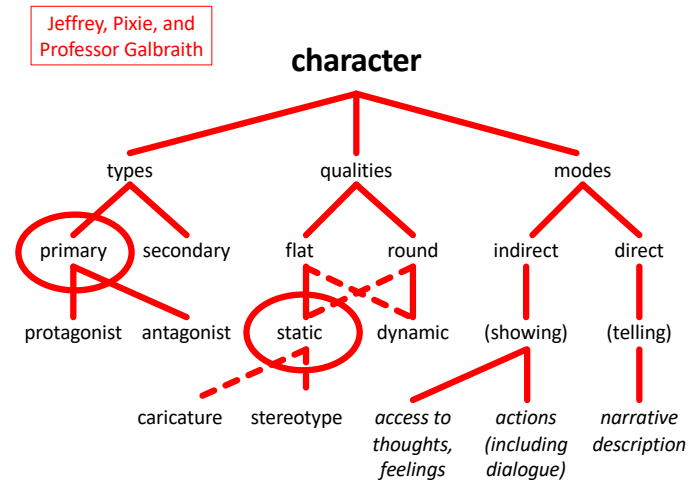 Jeffrey, Pixie, and
Professor Galbraith
character
types qualities modes
primary secondary flat round indirect direct
protagonist antagonist static dynamic (showing) (telling)
caricature stereotype access to actions narrative
thoughts, (including description
feelings dialogue)